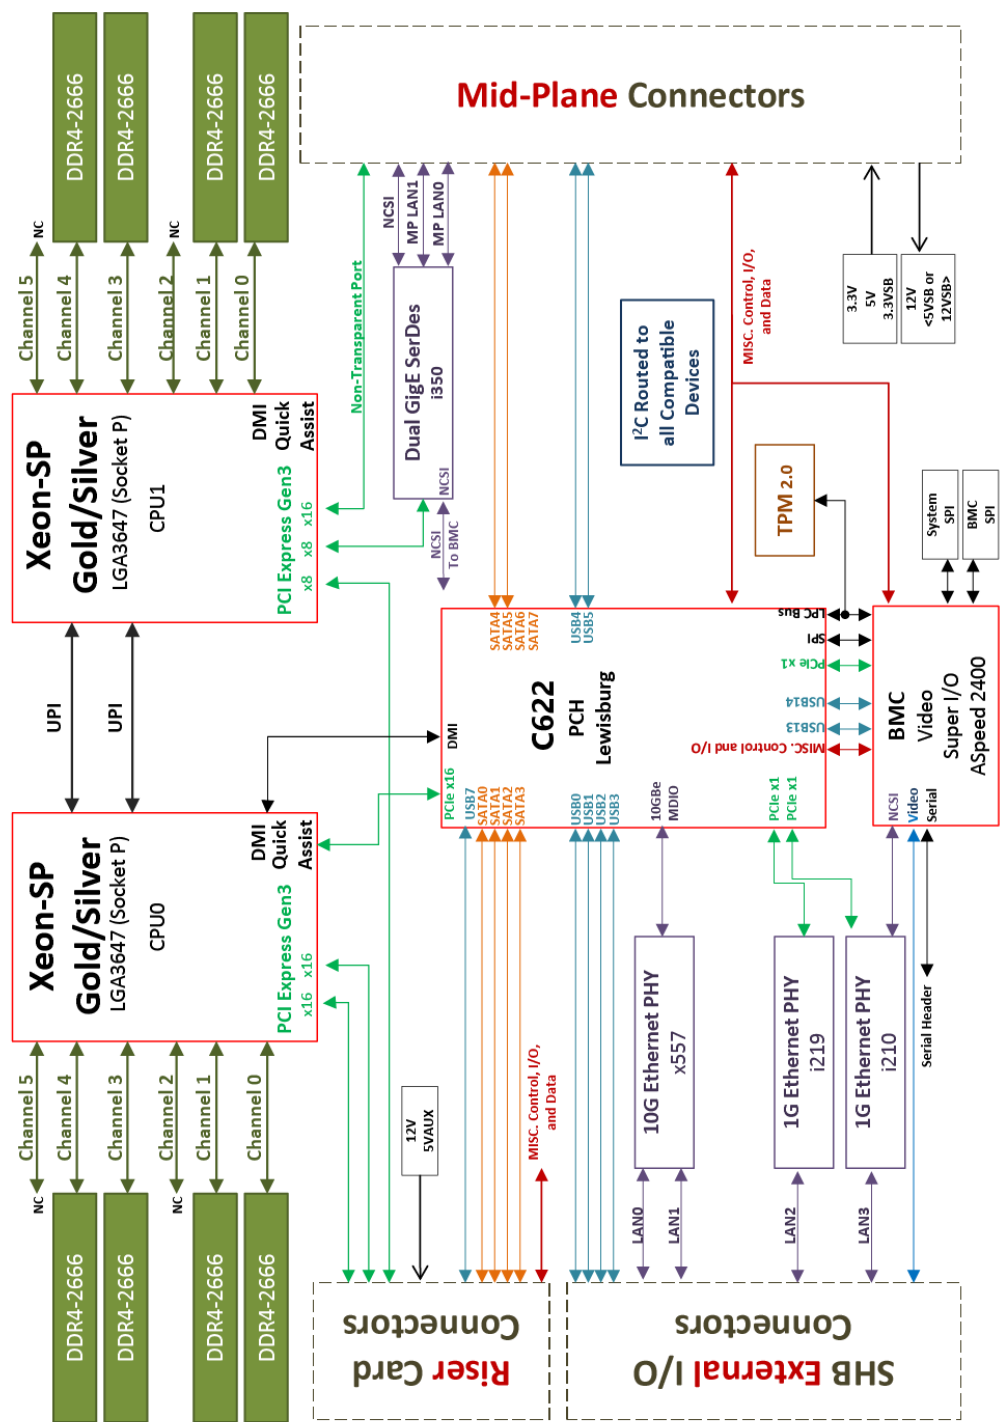 DDR4-2666
DDR4-2666
DDR4-2666
DDR4-2666
NC
NC
Channel 5
Channel 4
Channel 3
Channel 2
Channel 1
Channel 0
Xeon-SP
Gold/Silver
LGA3647 (Socket P)
CPU1
DMI
Quick
Assist
PCI Express Gen3
x8
x8
x16
UPI
UPI
Xeon-SP
Gold/Silver
LGA3647 (Socket P)
CPU0
DMI
Quick
Assist
PCI Express Gen3
x16
x16
Channel 5
Channel 4
Channel 3
Channel 2
Channel 1
Channel 0
NC
NC
DDR4-2666
DDR4-2666
DDR4-2666
DDR4-2666
Mid-Plane Connectors
Non-Transparent Port
NCSI
MP LAN1
MP LAN0
Dual GigE SerDes
i350
NCSI
NCSI
To BMC
I²C Routed to
all Compatible
Devices
MISC. Control, I/O,
and Data
3.3V
5V
3.3VSB
12V
<5VSB or
12VSB>
TPM 2.0
System
SPI
BMC
SPI
C622
PCH
Lewisburg
DMI
PCIe x16
USB7
SATA0
SATA1
SATA2
SATA3
SATA4
SATA5
SATA6
SATA7
USB4
USB5
USB0
USB1
USB2
USB3
10GBe
MDIO
PCIe x1
PCIe x1
LPC Bus
SPI
PCIe x1
USB14
USB13
MISC. Control and I/O
BMC
Video
Super I/O
ASpeed 2400
NCSI
Video
Serial
12V
5VAUX
MISC. Control, I/O,
and Data
10G Ethernet PHY
x557
1G Ethernet PHY
i219
1G Ethernet PHY
i210
Serial Header
LAN0
LAN1
LAN2
LAN3
Riser Card
Connectors
SHB External I/O
Connectors